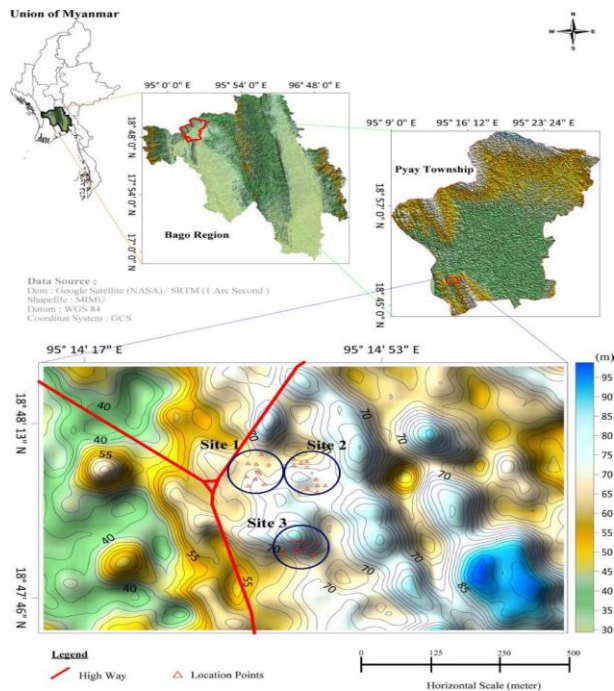 Union of Myanmar
N
W
E
S
95° 0' 0" E
95° 54' 0" E
96° 48' 0" E
18° 48' 0" N
17° 54' 0" N
17° 0' 0" N
Bago Region
95° 9' 0" E
95° 16' 12" E
95° 23' 24" E
18° 57' 0" N
18° 45' 0" N
Pyay Township
Data Source :
Dem : Google Satellite (NASA) / SRTM (1 Arc Second )
Shapefile : MIMU
Datum : WGS 84
Coordinat System : GCS
95° 14' 17" E
95° 14' 53" E
(m)
18° 48' 13" N
18° 47' 46" N
40
40
55
40
40
55
55
70
70
70
70
70
85
Site 1
Site 2
Site 3
95
90
85
80
75
70
65
60
55
50
45
40
35
30
Legend
High Way
Location Points
0
125
250
500
Horizontal Scale (meter)